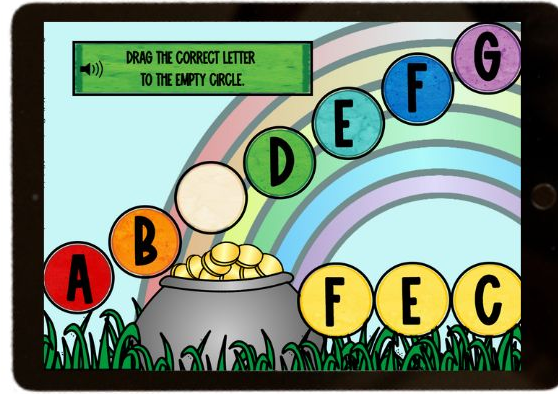 DRAG THE CORRECT LETTER
TO THE EMPTY CIRCLE.
A B D E F G
F E C